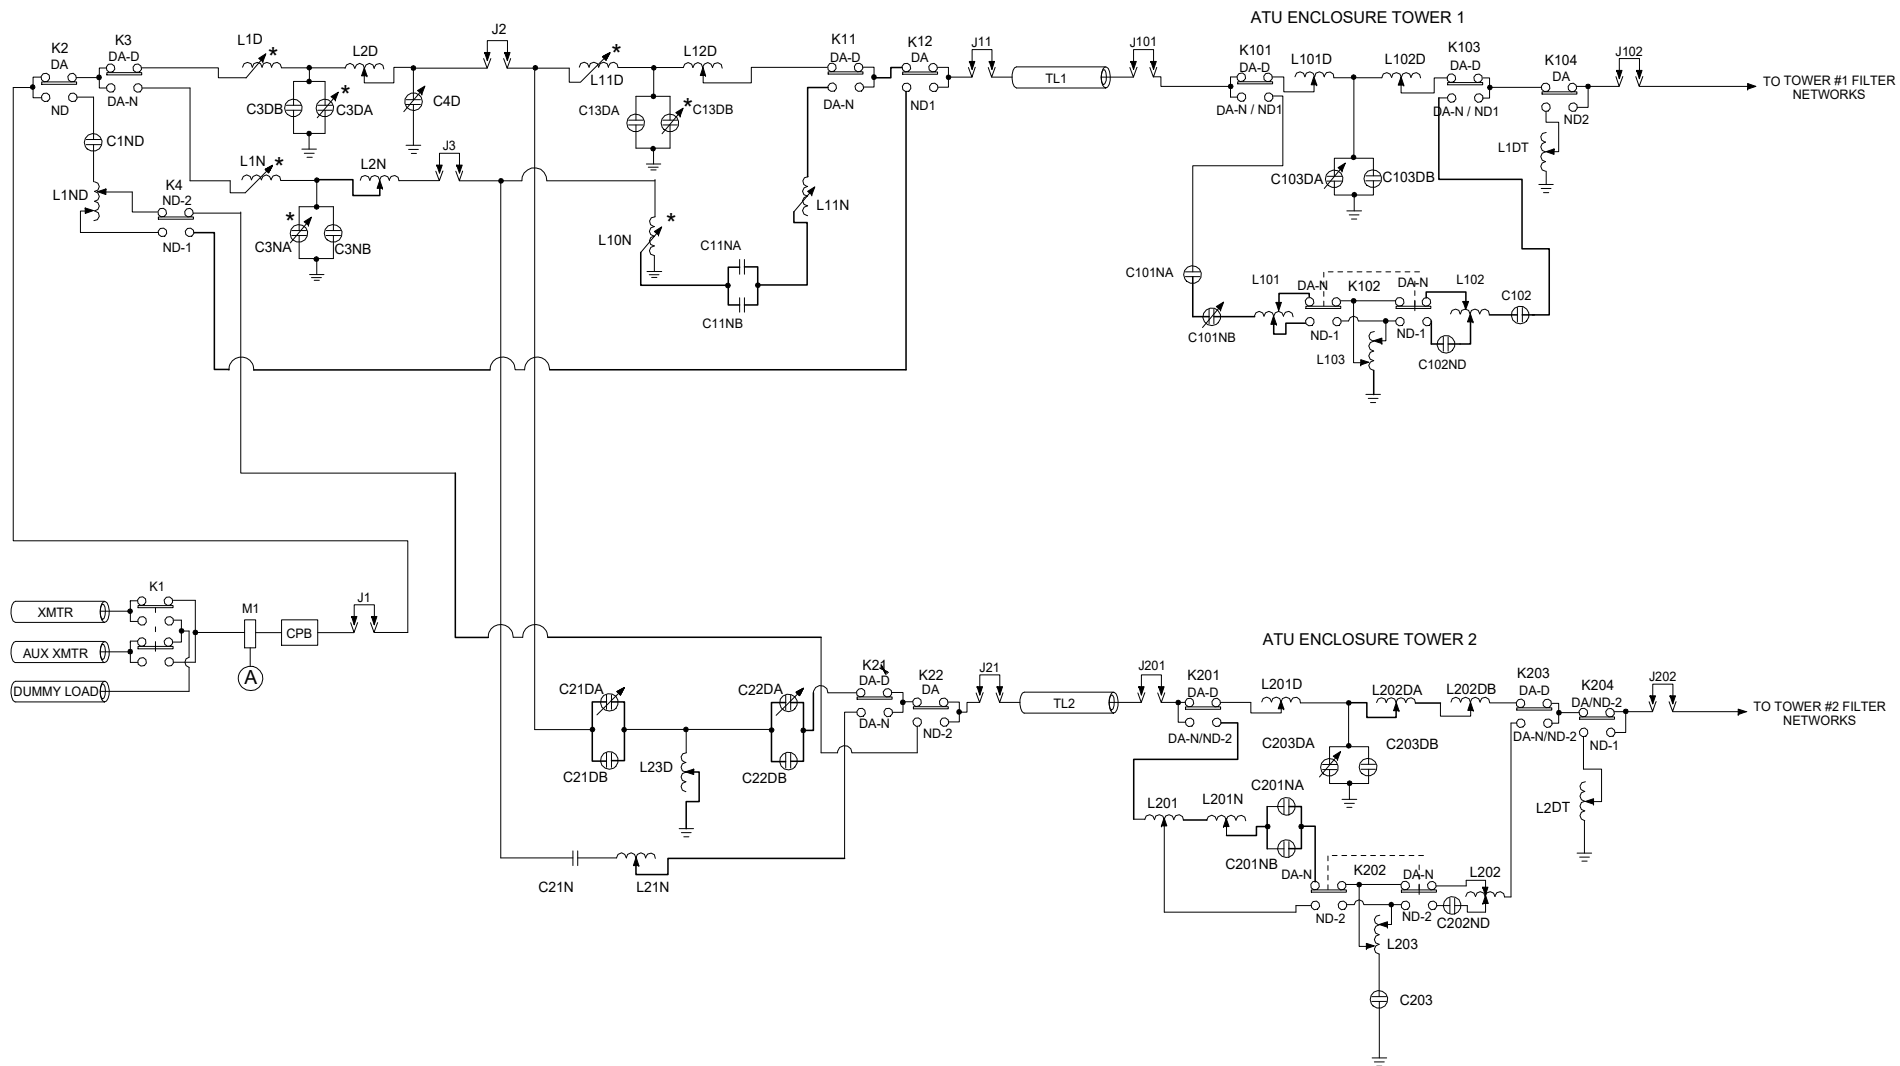 ATU ENCLOSURE TOWER 1
K2
DA
ND
K3
DA-D
DA-N
L1D
*
L2D
J2
C3DB
C3DA
*
C4D
L11D
*
L12D
C13DA
C13DB
*
K11
DA-D
DA-N
K12
DA
ND1
J11
TL1
J101
K101
DA-D
DA-N / ND1
L101D
L102D
K103
DA-D
DA-N / ND1
K104
DA
ND2
J102
TO TOWER #1 FILTER
NETWORKS
C1ND
L1ND
K4
ND-2
ND-1
L1N
*
L2N
J3
C3NA
*
C3NB
L10N
*
C11NA
C11NB
L11N
C103DA
C103DB
L1DT
C101NA
C101NB
L101
DA-N
K102
DA-N
ND-1
ND-1
L102
C102
L103
C102ND
XMTR
AUX XMTR
DUMMY LOAD
K1
M1
A
CPB
J1
ATU ENCLOSURE TOWER 2
C21DA
C21DB
L23D
C22DA
C22DB
K21
DA-D
DA-N
K22
DA
ND-2
J21
TL2
J201
K201
DA-D
DA-N/ND-2
L201D
L202DA
L202DB
K203
DA-D
DA-N/ND-2
K204
DA/ND-2
ND-1
J202
TO TOWER #2 FILTER
NETWORKS
C203DA
C203DB
L2DT
C21N
L21N
L201
L201N
C201NA
C201NB
DA-N
K202
DA-N
L202
ND-2
ND-2
C202ND
L203
C203